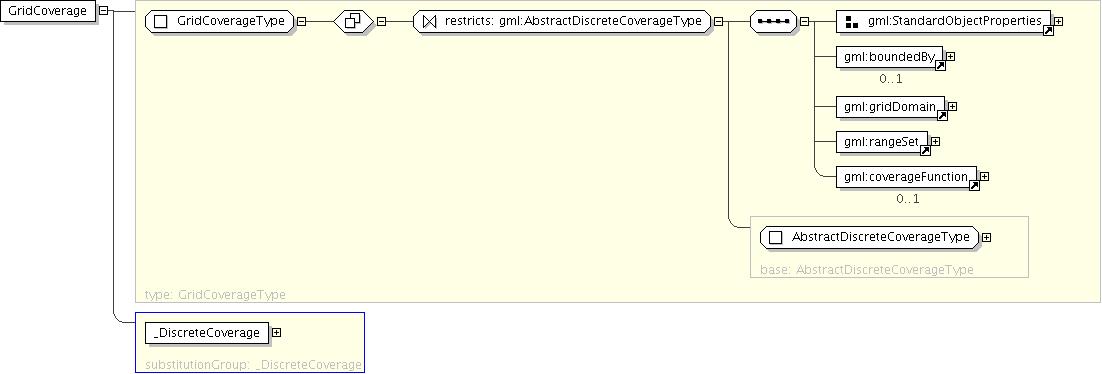 GridCoverage
GridCoverageType
restricts: gml:AbstractDiscreteCoverageType
gml:StandardObjectProperties
gml:boundedBy
0..1
gml:gridDomain
gml:rangeSet
gml:coverageFunction
0..1
AbstractDiscreteCoverageType
base: AbstractDiscreteCoverageType
type: GridCoverageType
_DiscreteCoverage
substitutionGroup: _DiscreteCoverage